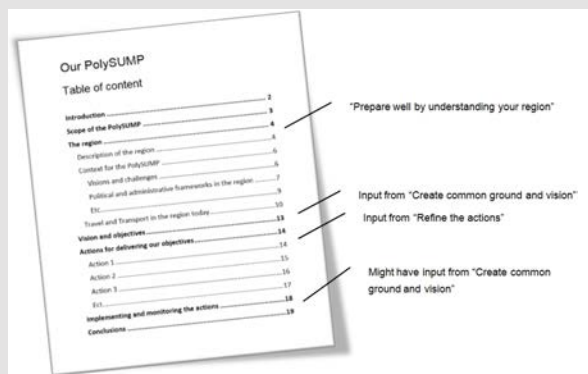 Our PolySUMP
Table of content
Introduction ... 2
Scope of the PolySUMP ... 3
The region ... 4
Description of the region ... 4
Context for the PolySUMP ... 6
Visions and challenges ... 6
Political and administrative frameworks in the region ... 7
Etc ... 9
Travel and Transport in the region today ... 10
Vision and objectives ... 13
Actions for delivering our objectives ... 14
Action 1 ... 14
Action 2 ... 15
Action 3 ... 16
Ect ... 17
Implementing and monitoring the actions ... 18
Conclusions ... 19
"Prepare well by understanding your region"
Input from "Create common ground and vision"
Input from "Refine the actions"
Might have input from "Create common
ground and vision"